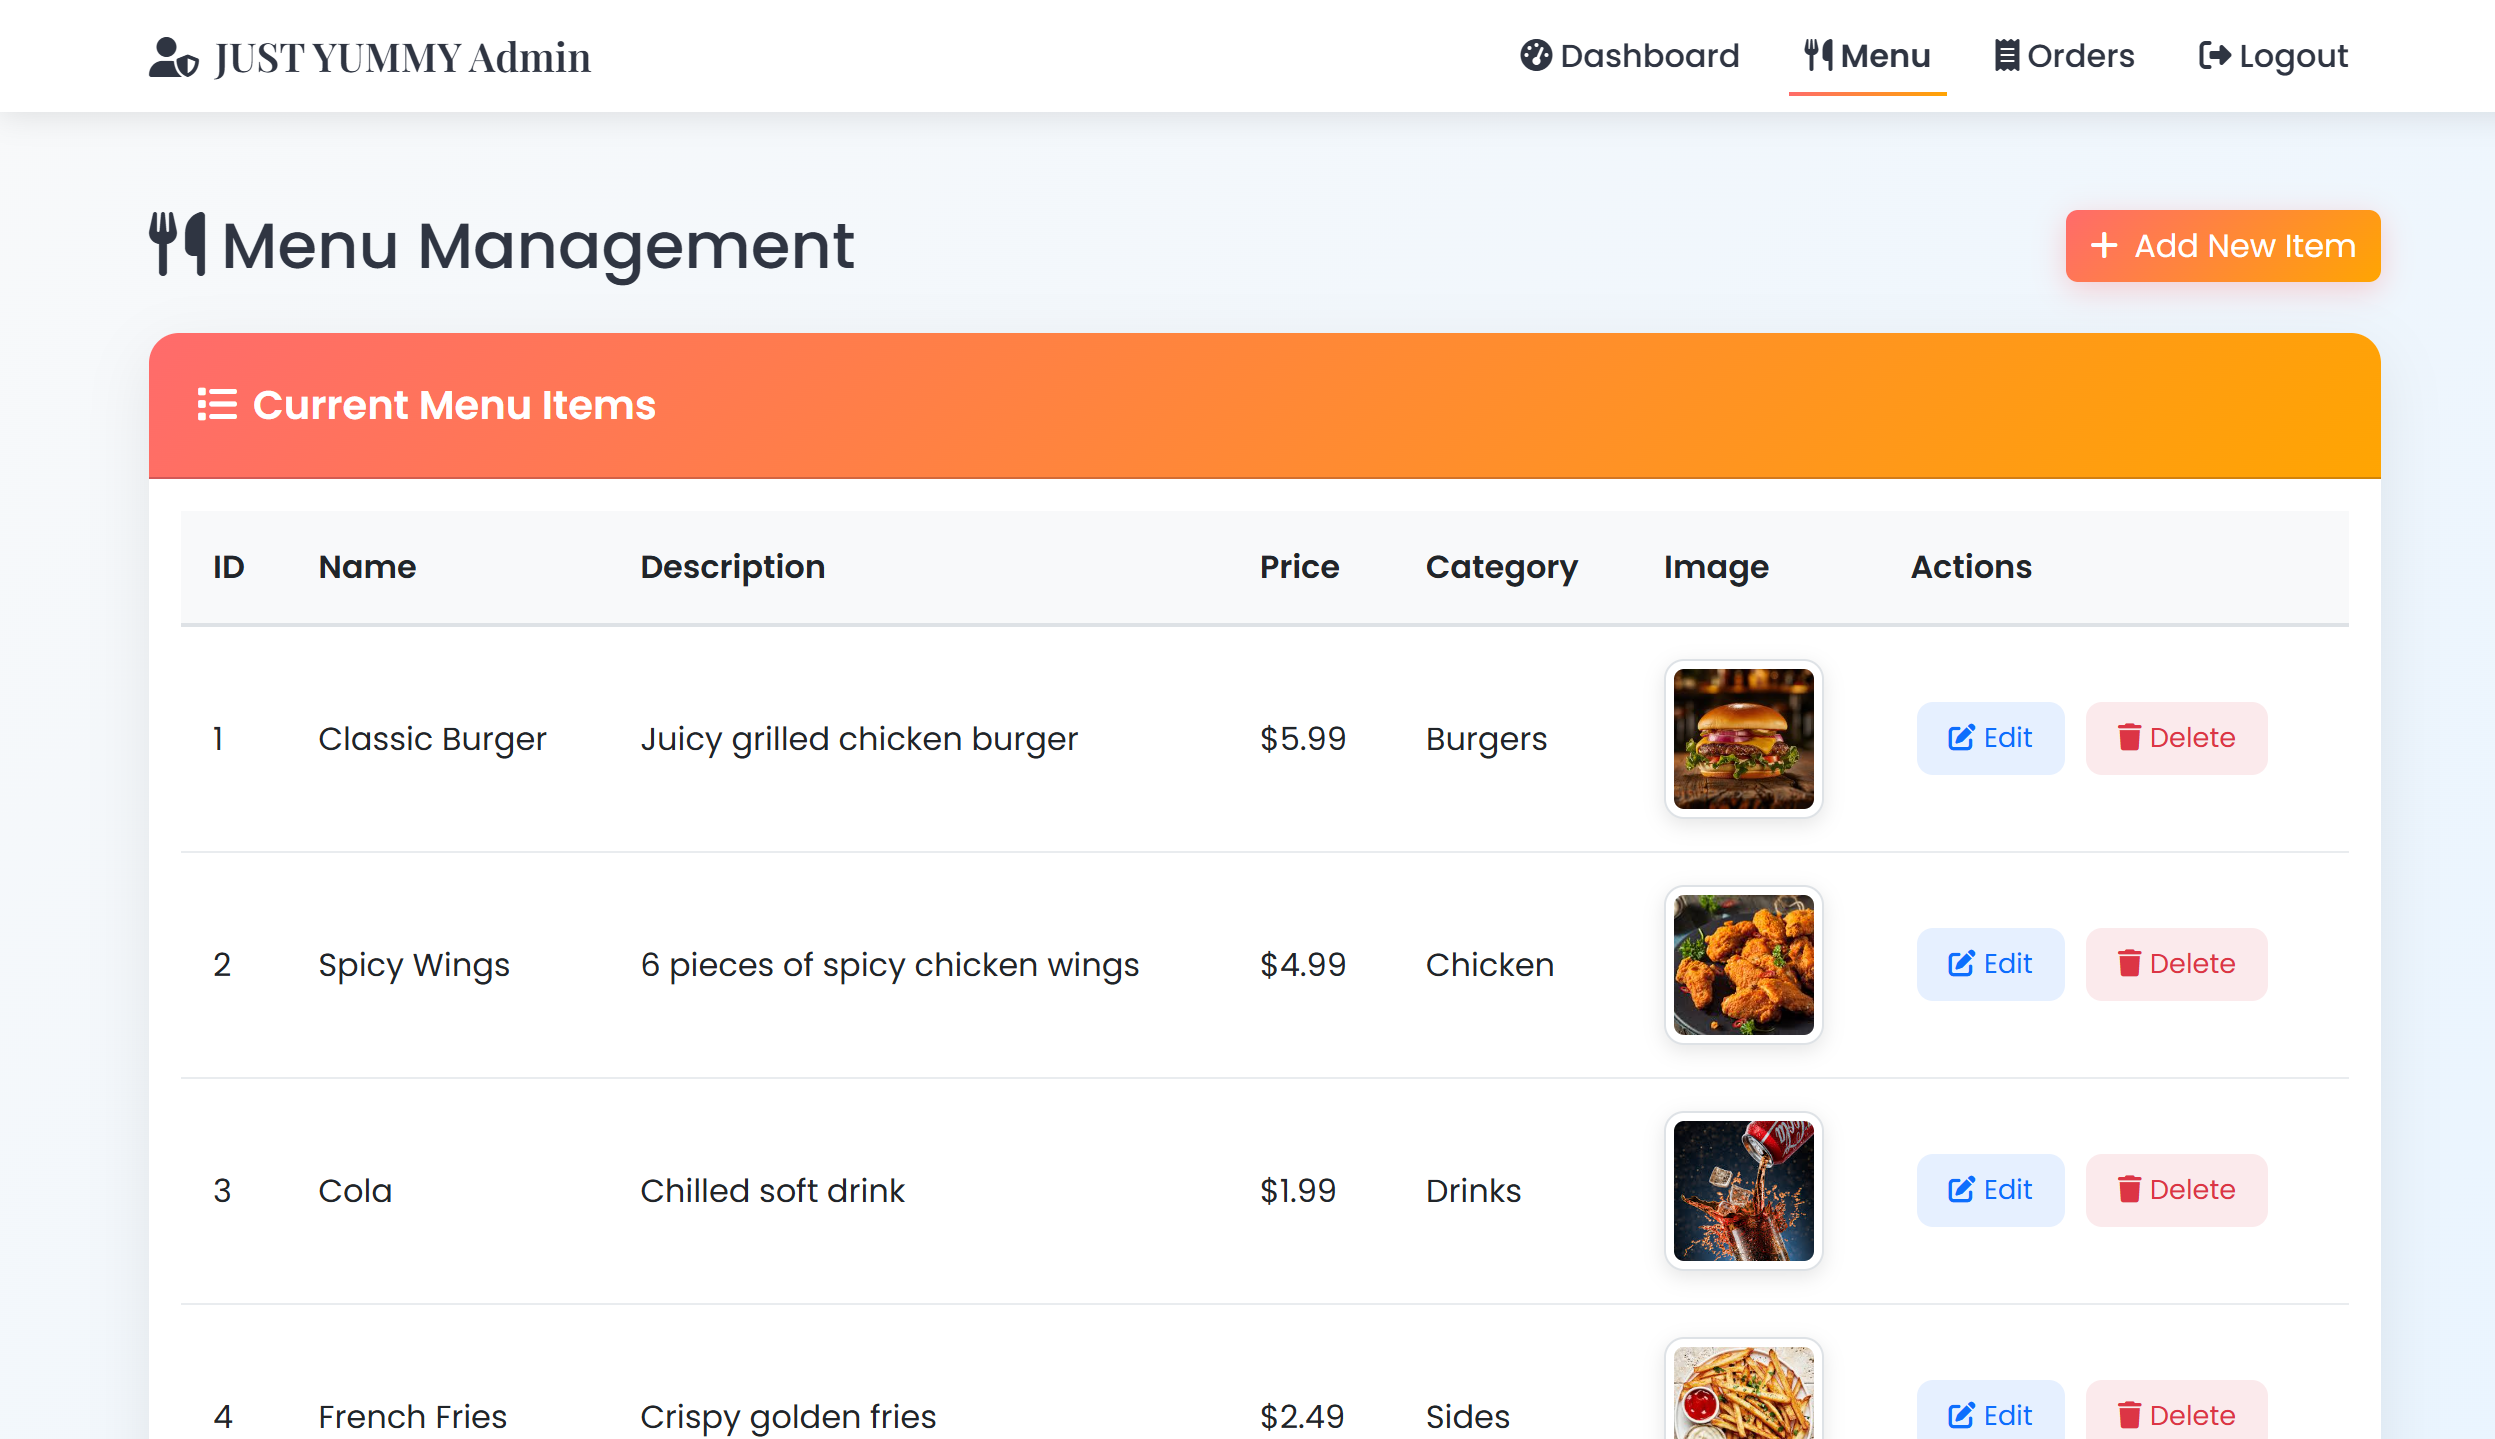 JUST YUMMY Admin Dashboard Menu Orders Logout
Menu Management Add New Item
Current Menu Items
ID Name Description Price Category Image Actions
1 Classic Burger Juicy grilled chicken burger $5.99 Burgers Edit Delete
2 Spicy Wings 6 pieces of spicy chicken wings $4.99 Chicken Edit Delete
3 Cola Chilled soft drink $1.99 Drinks Edit Delete
4 French Fries Crispy golden fries $2.49 Sides Edit Delete